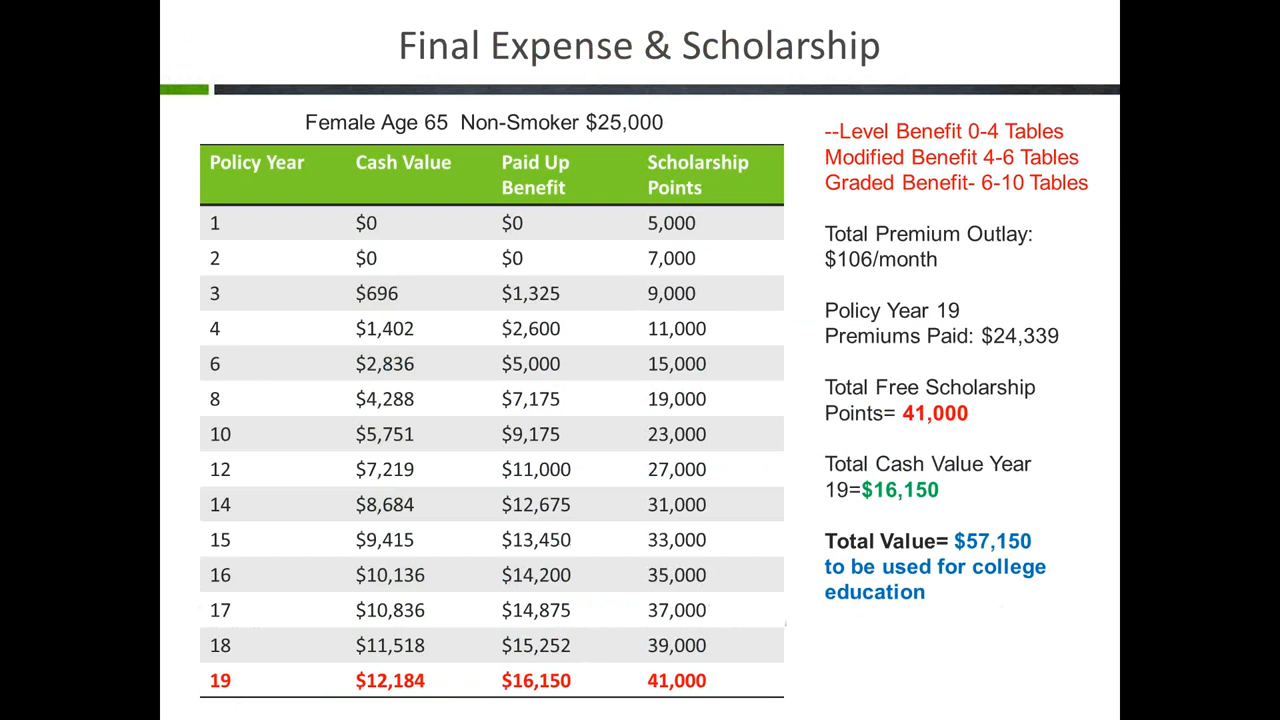 Final Expense & Scholarship
Female Age 65 Non-Smoker $25,000
Policy Year Cash Value Paid Up Benefit Scholarship Points
1 $0 $0 5,000
2 $0 $0 7,000
3 $696 $1,325 9,000
4 $1,402 $2,600 11,000
6 $2,836 $5,000 15,000
8 $4,288 $7,175 19,000
10 $5,751 $9,175 23,000
12 $7,219 $11,000 27,000
14 $8,684 $12,675 31,000
15 $9,415 $13,450 33,000
16 $10,136 $14,200 35,000
17 $10,836 $14,875 37,000
18 $11,518 $15,252 39,000
19 $12,184 $16,150 41,000
--Level Benefit 0-4 Tables
Modified Benefit 4-6 Tables
Graded Benefit- 6-10 Tables
Total Premium Outlay:
$106/month
Policy Year 19
Premiums Paid: $24,339
Total Free Scholarship
Points= 41,000
Total Cash Value Year
19=$16,150
Total Value= $57,150
to be used for college
education